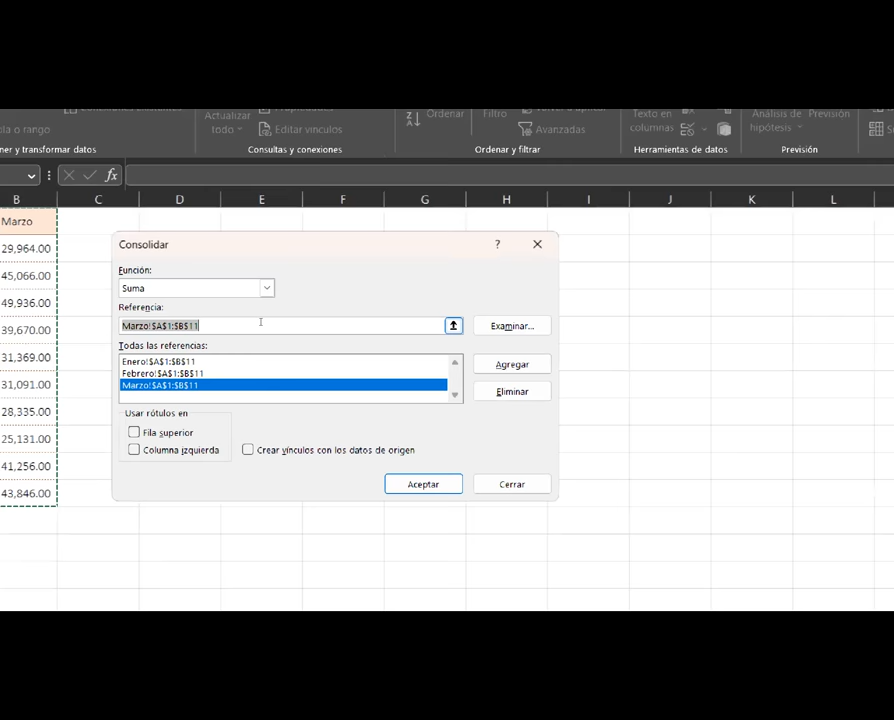 Actualizar
todo
Editar vínculos
Ordenar
Filtro
Avanzadas
Texto en
columnas
Análisis de
hipótesis
Previsión
ola o rango
ner y transformar datos
Consultas y conexiones
Ordenar y filtrar
Herramientas de datos
Previsión
fx
B C D E F G H I J K L
Marzo
29,964.00
45,066.00
49,936.00
39,670.00
31,369.00
31,091.00
28,335.00
25,131.00
41,256.00
43,846.00
Consolidar ?
Función:
Suma
Referencia:
Marzo!$A$1:$B$11
Examinar...
Todas las referencias:
Enero!$A$1:$B$11
Febrero!$A$1:$B$11
Marzo!$A$1:$B$11
Agregar
Eliminar
Usar rótulos en
Fila superior
Columna izquierda
Crear vínculos con los datos de origen
Aceptar
Cerrar